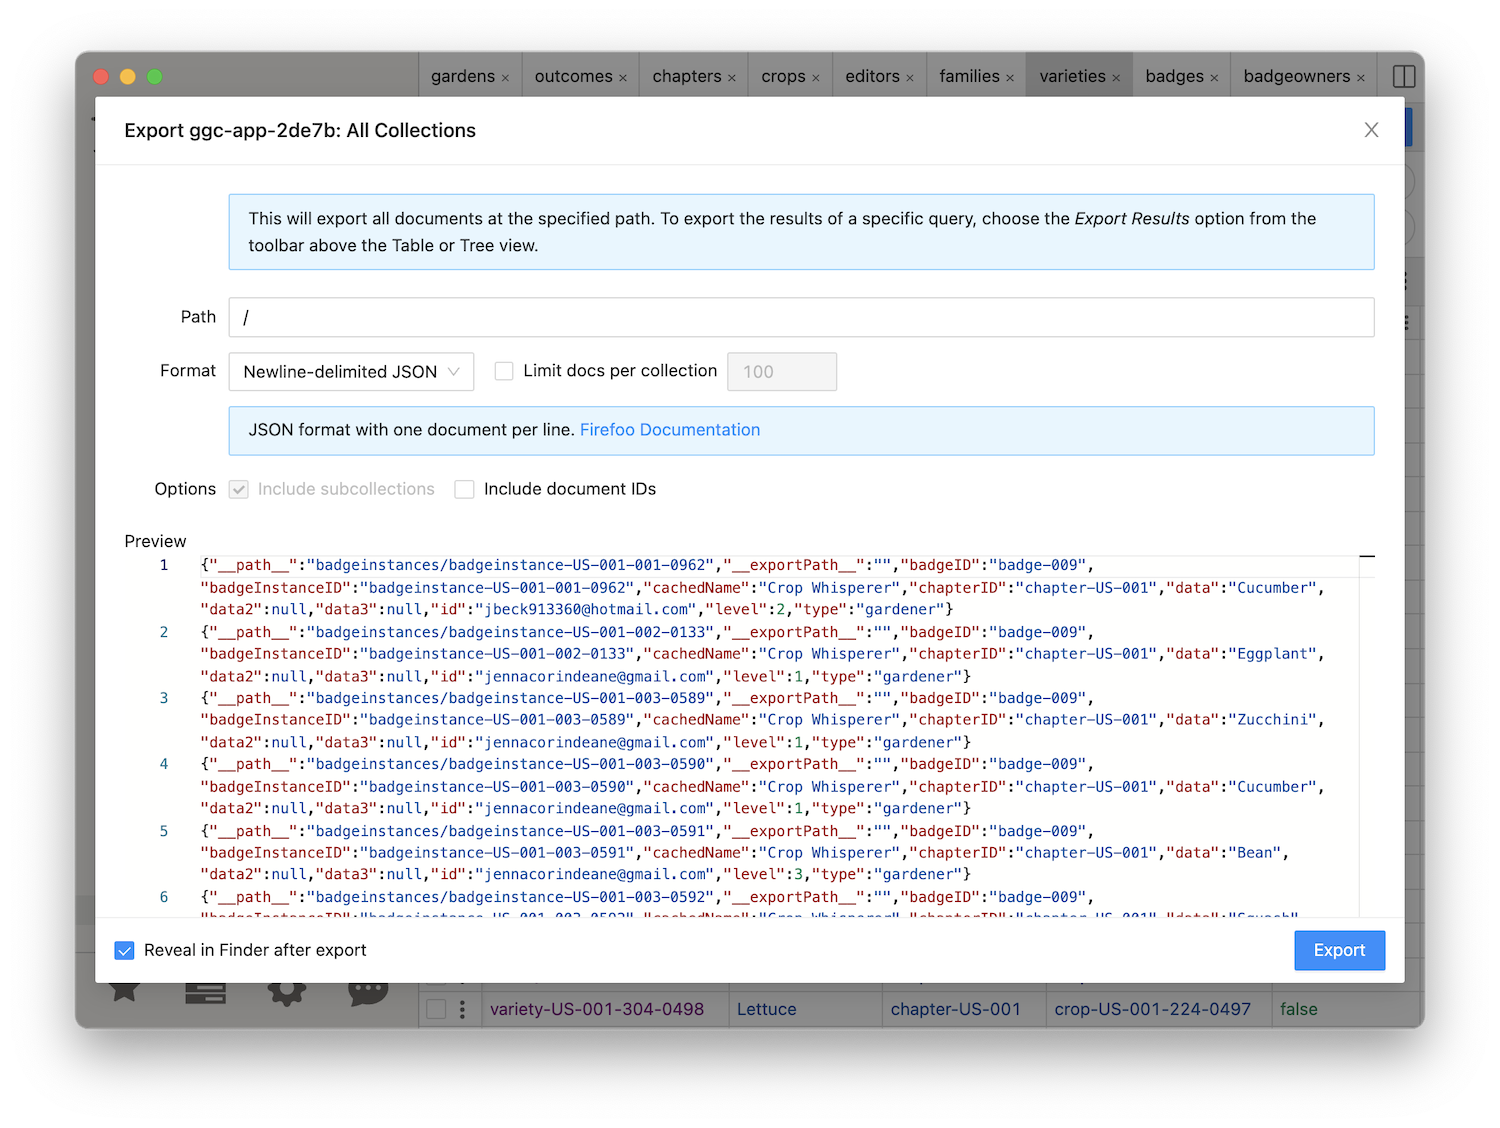 gardens × outcomes × chapters × crops × editors × families × varieties × badges × badgeowners ×
Export ggc-app-2de7b: All Collections
This will export all documents at the specified path. To export the results of a specific query, choose the Export Results option from the
toolbar above the Table or Tree view.
Path /
Format Newline-delimited JSON Limit docs per collection 100
JSON format with one document per line. Firefoo Documentation
Options Include subcollections Include document IDs
Preview
1 {"__path__":"badgeinstances/badgeinstance-US-001-001-0962","__exportPath__":"","badgeID":"badge-009",
"badgeInstanceID":"badgeinstance-US-001-001-0962","cachedName":"Crop Whisperer","chapterID":"chapter-US-001","data":"Cucumber",
"data2":null,"data3":null,"id":"jbeck913360@hotmail.com","level":2,"type":"gardener"}
2 {"__path__":"badgeinstances/badgeinstance-US-001-002-0133","__exportPath__":"","badgeID":"badge-009",
"badgeInstanceID":"badgeinstance-US-001-002-0133","cachedName":"Crop Whisperer","chapterID":"chapter-US-001","data":"Eggplant",
"data2":null,"data3":null,"id":"jennacorindeane@gmail.com","level":1,"type":"gardener"}
3 {"__path__":"badgeinstances/badgeinstance-US-001-003-0589","__exportPath__":"","badgeID":"badge-009",
"badgeInstanceID":"badgeinstance-US-001-003-0589","cachedName":"Crop Whisperer","chapterID":"chapter-US-001","data":"Zucchini",
"data2":null,"data3":null,"id":"jennacorindeane@gmail.com","level":1,"type":"gardener"}
4 {"__path__":"badgeinstances/badgeinstance-US-001-003-0590","__exportPath__":"","badgeID":"badge-009",
"badgeInstanceID":"badgeinstance-US-001-003-0590","cachedName":"Crop Whisperer","chapterID":"chapter-US-001","data":"Cucumber",
"data2":null,"data3":null,"id":"jennacorindeane@gmail.com","level":1,"type":"gardener"}
5 {"__path__":"badgeinstances/badgeinstance-US-001-003-0591","__exportPath__":"","badgeID":"badge-009",
"badgeInstanceID":"badgeinstance-US-001-003-0591","cachedName":"Crop Whisperer","chapterID":"chapter-US-001","data":"Bean",
"data2":null,"data3":null,"id":"jennacorindeane@gmail.com","level":3,"type":"gardener"}
6 {"__path__":"badgeinstances/badgeinstance-US-001-003-0592","__exportPath__":"","badgeID":"badge-009",
Reveal in Finder after export Export
variety-US-001-304-0498 Lettuce chapter-US-001 crop-US-001-224-0497 false